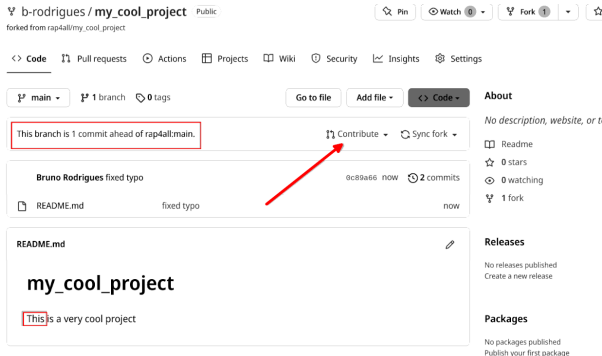 b-rodrigues / my_cool_project Public
Pin Watch 0 Fork 1
forked from rap4all/my_cool_project
Code Pull requests Actions Projects Wiki Security Insights Settings
main 1 branch 0 tags Go to file Add file Code
This branch is 1 commit ahead of rap4all:main. Contribute Sync fork
Bruno Rodrigues fixed typo 0c89a66 now 2 commits
README.md fixed typo now
README.md
my_cool_project
This is a very cool project
About
No description, website, or
Readme
0 stars
0 watching
1 fork
Releases
No releases published
Create a new release
Packages
No packages published
Publish your first package